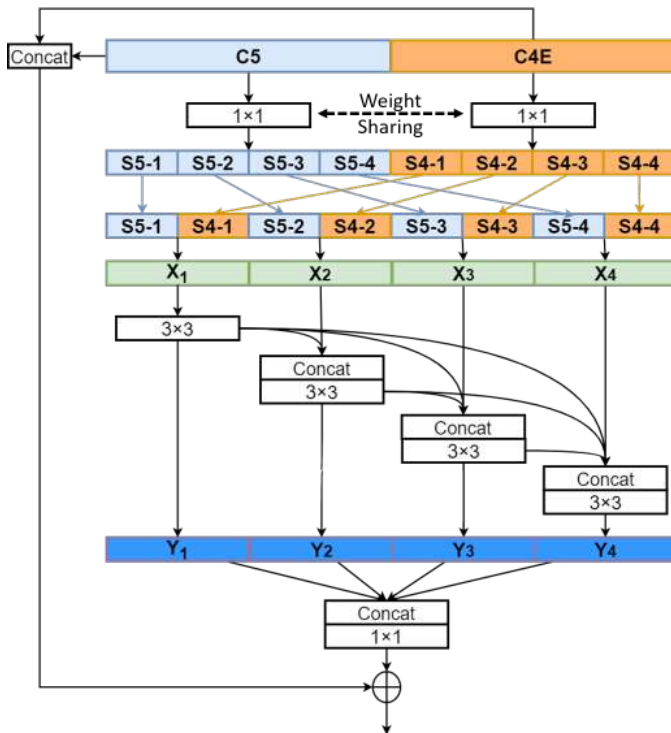 Concat
C5 C4E
1×1 Weight Sharing 1×1
S5-1 S5-2 S5-3 S5-4 S4-1 S4-2 S4-3 S4-4
S5-1 S4-1 S5-2 S4-2 S5-3 S4-3 S5-4 S4-4
X1 X2 X3 X4
3×3
Concat
3×3
Concat
3×3
Concat
3×3
Y1 Y2 Y3 Y4
Concat
1×1